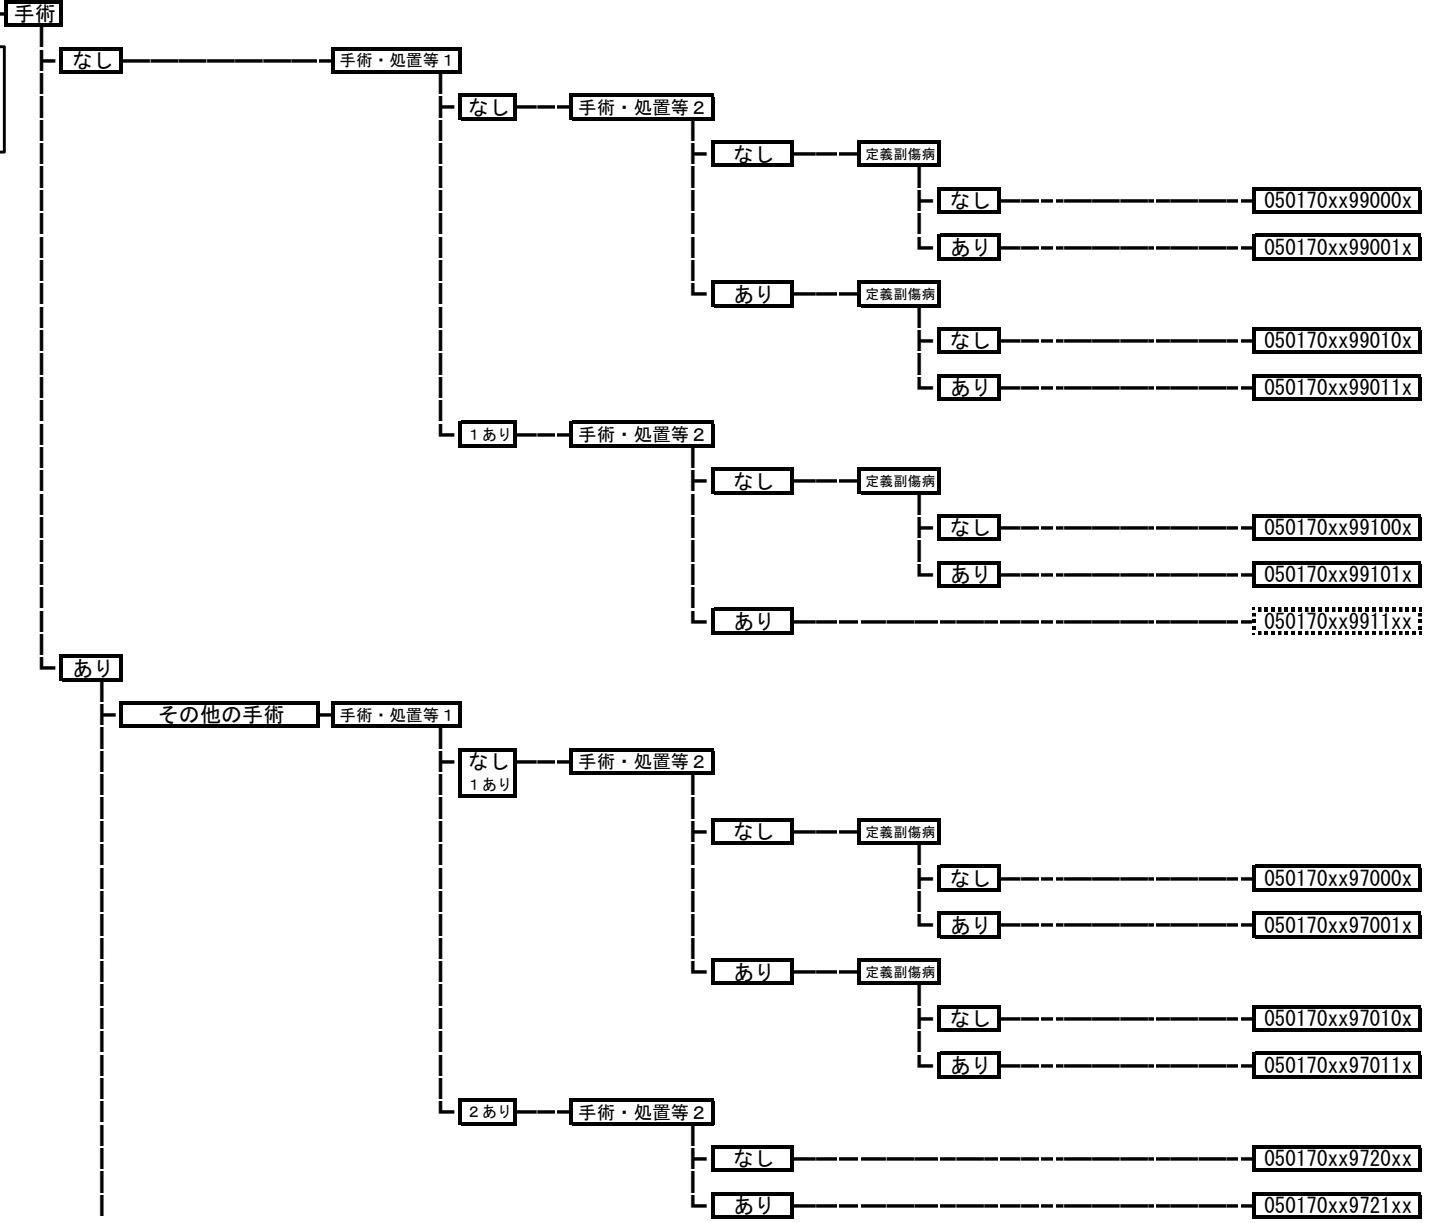 手術
なし
手術・処置等１
なし
手術・処置等２
なし
定義副傷病
なし
050170xx99000x
あり
050170xx99001x
あり
定義副傷病
なし
050170xx99010x
あり
050170xx99011x
１あり
手術・処置等２
なし
定義副傷病
なし
050170xx99100x
あり
050170xx99101x
あり
050170xx9911xx
あり
その他の手術
手術・処置等１
なし
１あり
手術・処置等２
なし
定義副傷病
なし
050170xx97000x
あり
050170xx97001x
あり
定義副傷病
なし
050170xx97010x
あり
050170xx97011x
２あり
手術・処置等２
なし
050170xx9720xx
あり
050170xx9721xx